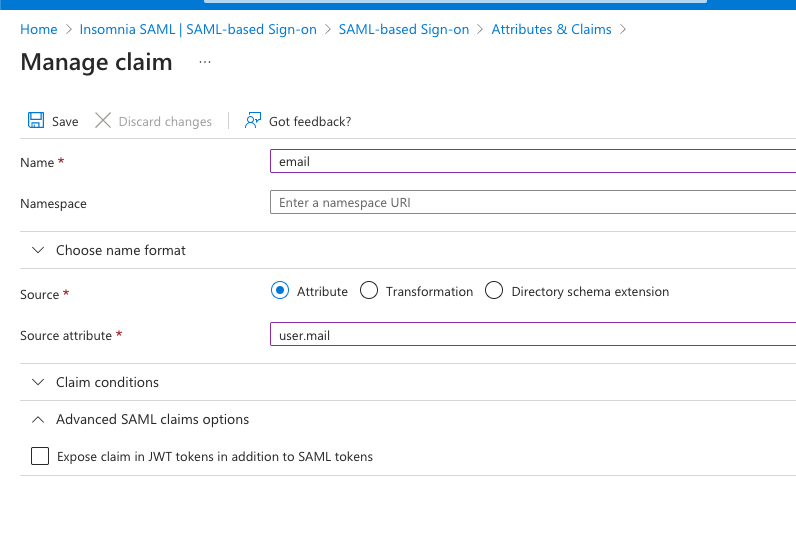 Home > Insomnia SAML | SAML-based Sign-on > SAML-based Sign-on > Attributes & Claims >
Manage claim ...
Save Discard changes Got feedback?
Name *
email
Namespace
Enter a namespace URI
Choose name format
Source *
Attribute Transformation Directory schema extension
Source attribute *
user.mail
Claim conditions
Advanced SAML claims options
Expose claim in JWT tokens in addition to SAML tokens